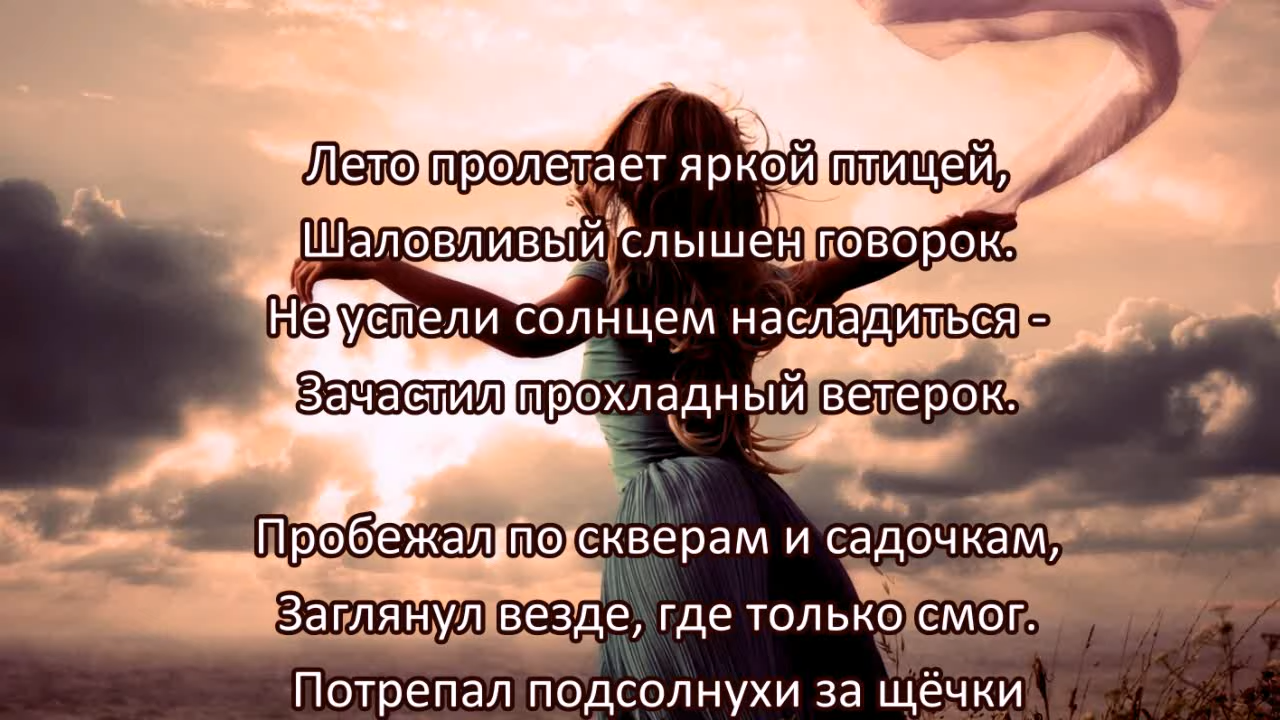 Лето пролетает яркой птицей,
Шаловливый слышен говорок.
Не успели солнцем насладиться -
Зачастил прохладный ветерок.
Пробежал по скверам и садочкам,
Заглянул везде, где только смог.
Потрепал подсолнухи за щёчки